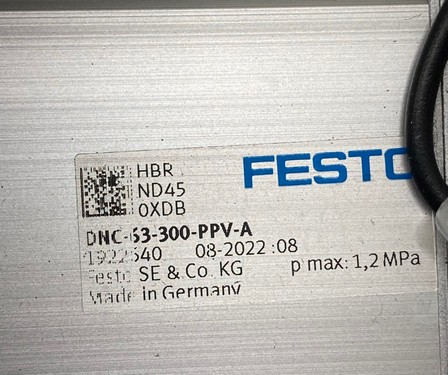 HBR
ND45
0XDB
FESTO
DNC-63-300-PPV-A
08-2022 :08
Festo SE & Co. KG
p max: 1,2 MPa
Made in Germany